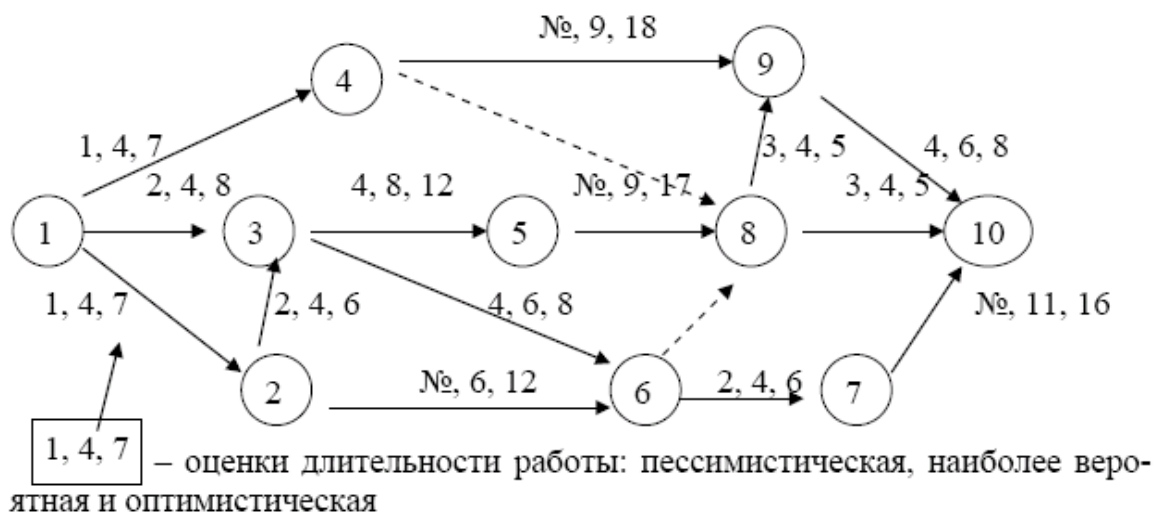 №, 9, 18
4
9
1, 4, 7
3, 4, 5
4, 6, 8
2, 4, 8
4, 8, 12
№, 9, 17
3, 4, 5
1
3
5
8
10
1, 4, 7
2, 4, 6
4, 6, 8
№, 11, 16
2
№, 6, 12
6
2, 4, 6
7
1, 4, 7 – оценки длительности работы: пессимистическая, наиболее веро-
ятная и оптимистическая